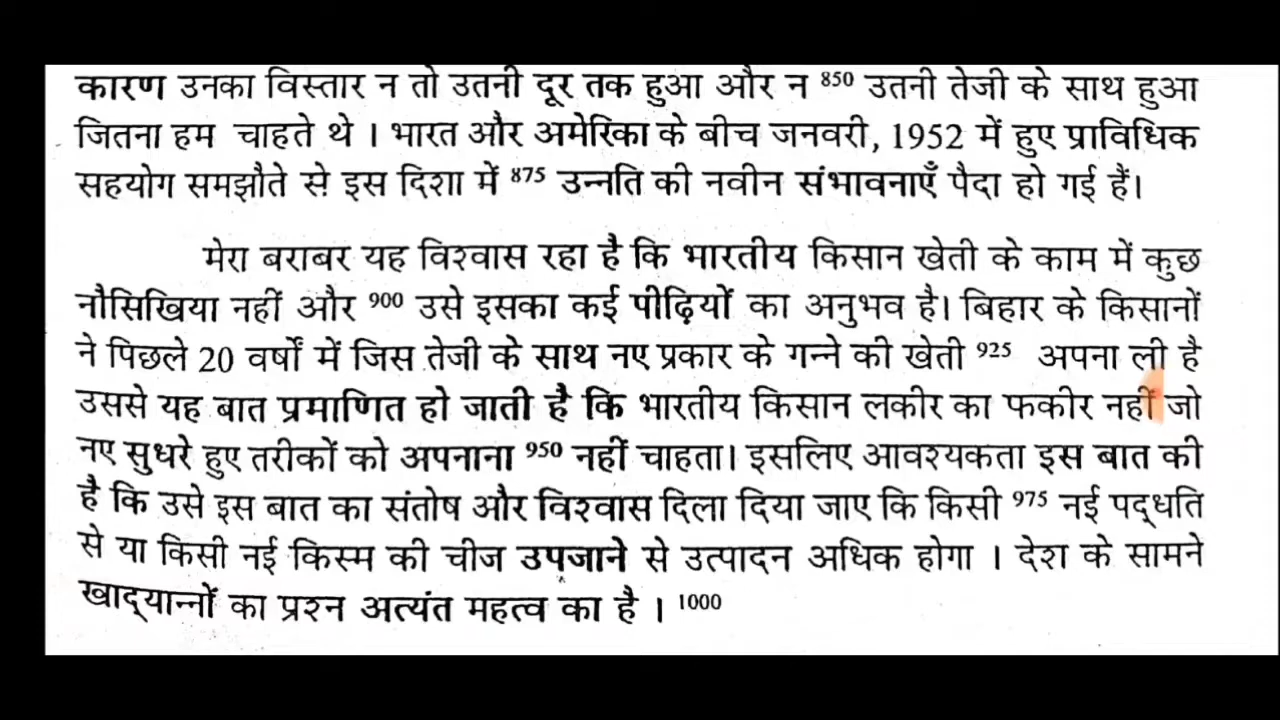 कारण उनका विस्तार न तो उतनी दूर तक हुआ और न 850 उतनी तेजी के साथ हुआ
जितना हम चाहते थे । भारत और अमेरिका के बीच जनवरी, 1952 में हुए प्राविधिक
सहयोग समझौते से इस दिशा में 875 उन्नति की नवीन संभावनाएँ पैदा हो गई हैं।
मेरा बराबर यह विश्वास रहा है कि भारतीय किसान खेती के काम में कुछ
नौसिखिया नहीं और 900 उसे इसका कई पीढ़ियों का अनुभव है। बिहार के किसानों
ने पिछले 20 वर्षों में जिस तेजी के साथ नए प्रकार के गन्ने की खेती 925 अपना ली है
उससे यह बात प्रमाणित हो जाती है कि भारतीय किसान लकीर का फकीर नहीं जो
नए सुधरे हुए तरीकों को अपनाना 950 नहीं चाहता। इसलिए आवश्यकता इस बात की
है कि उसे इस बात का संतोष और विश्वास दिला दिया जाए कि किसी 975 नई पद्धति
से या किसी नई किस्म की चीज उपजाने से उत्पादन अधिक होगा । देश के सामने
खाद्यान्नों का प्रश्न अत्यंत महत्व का है । 1000